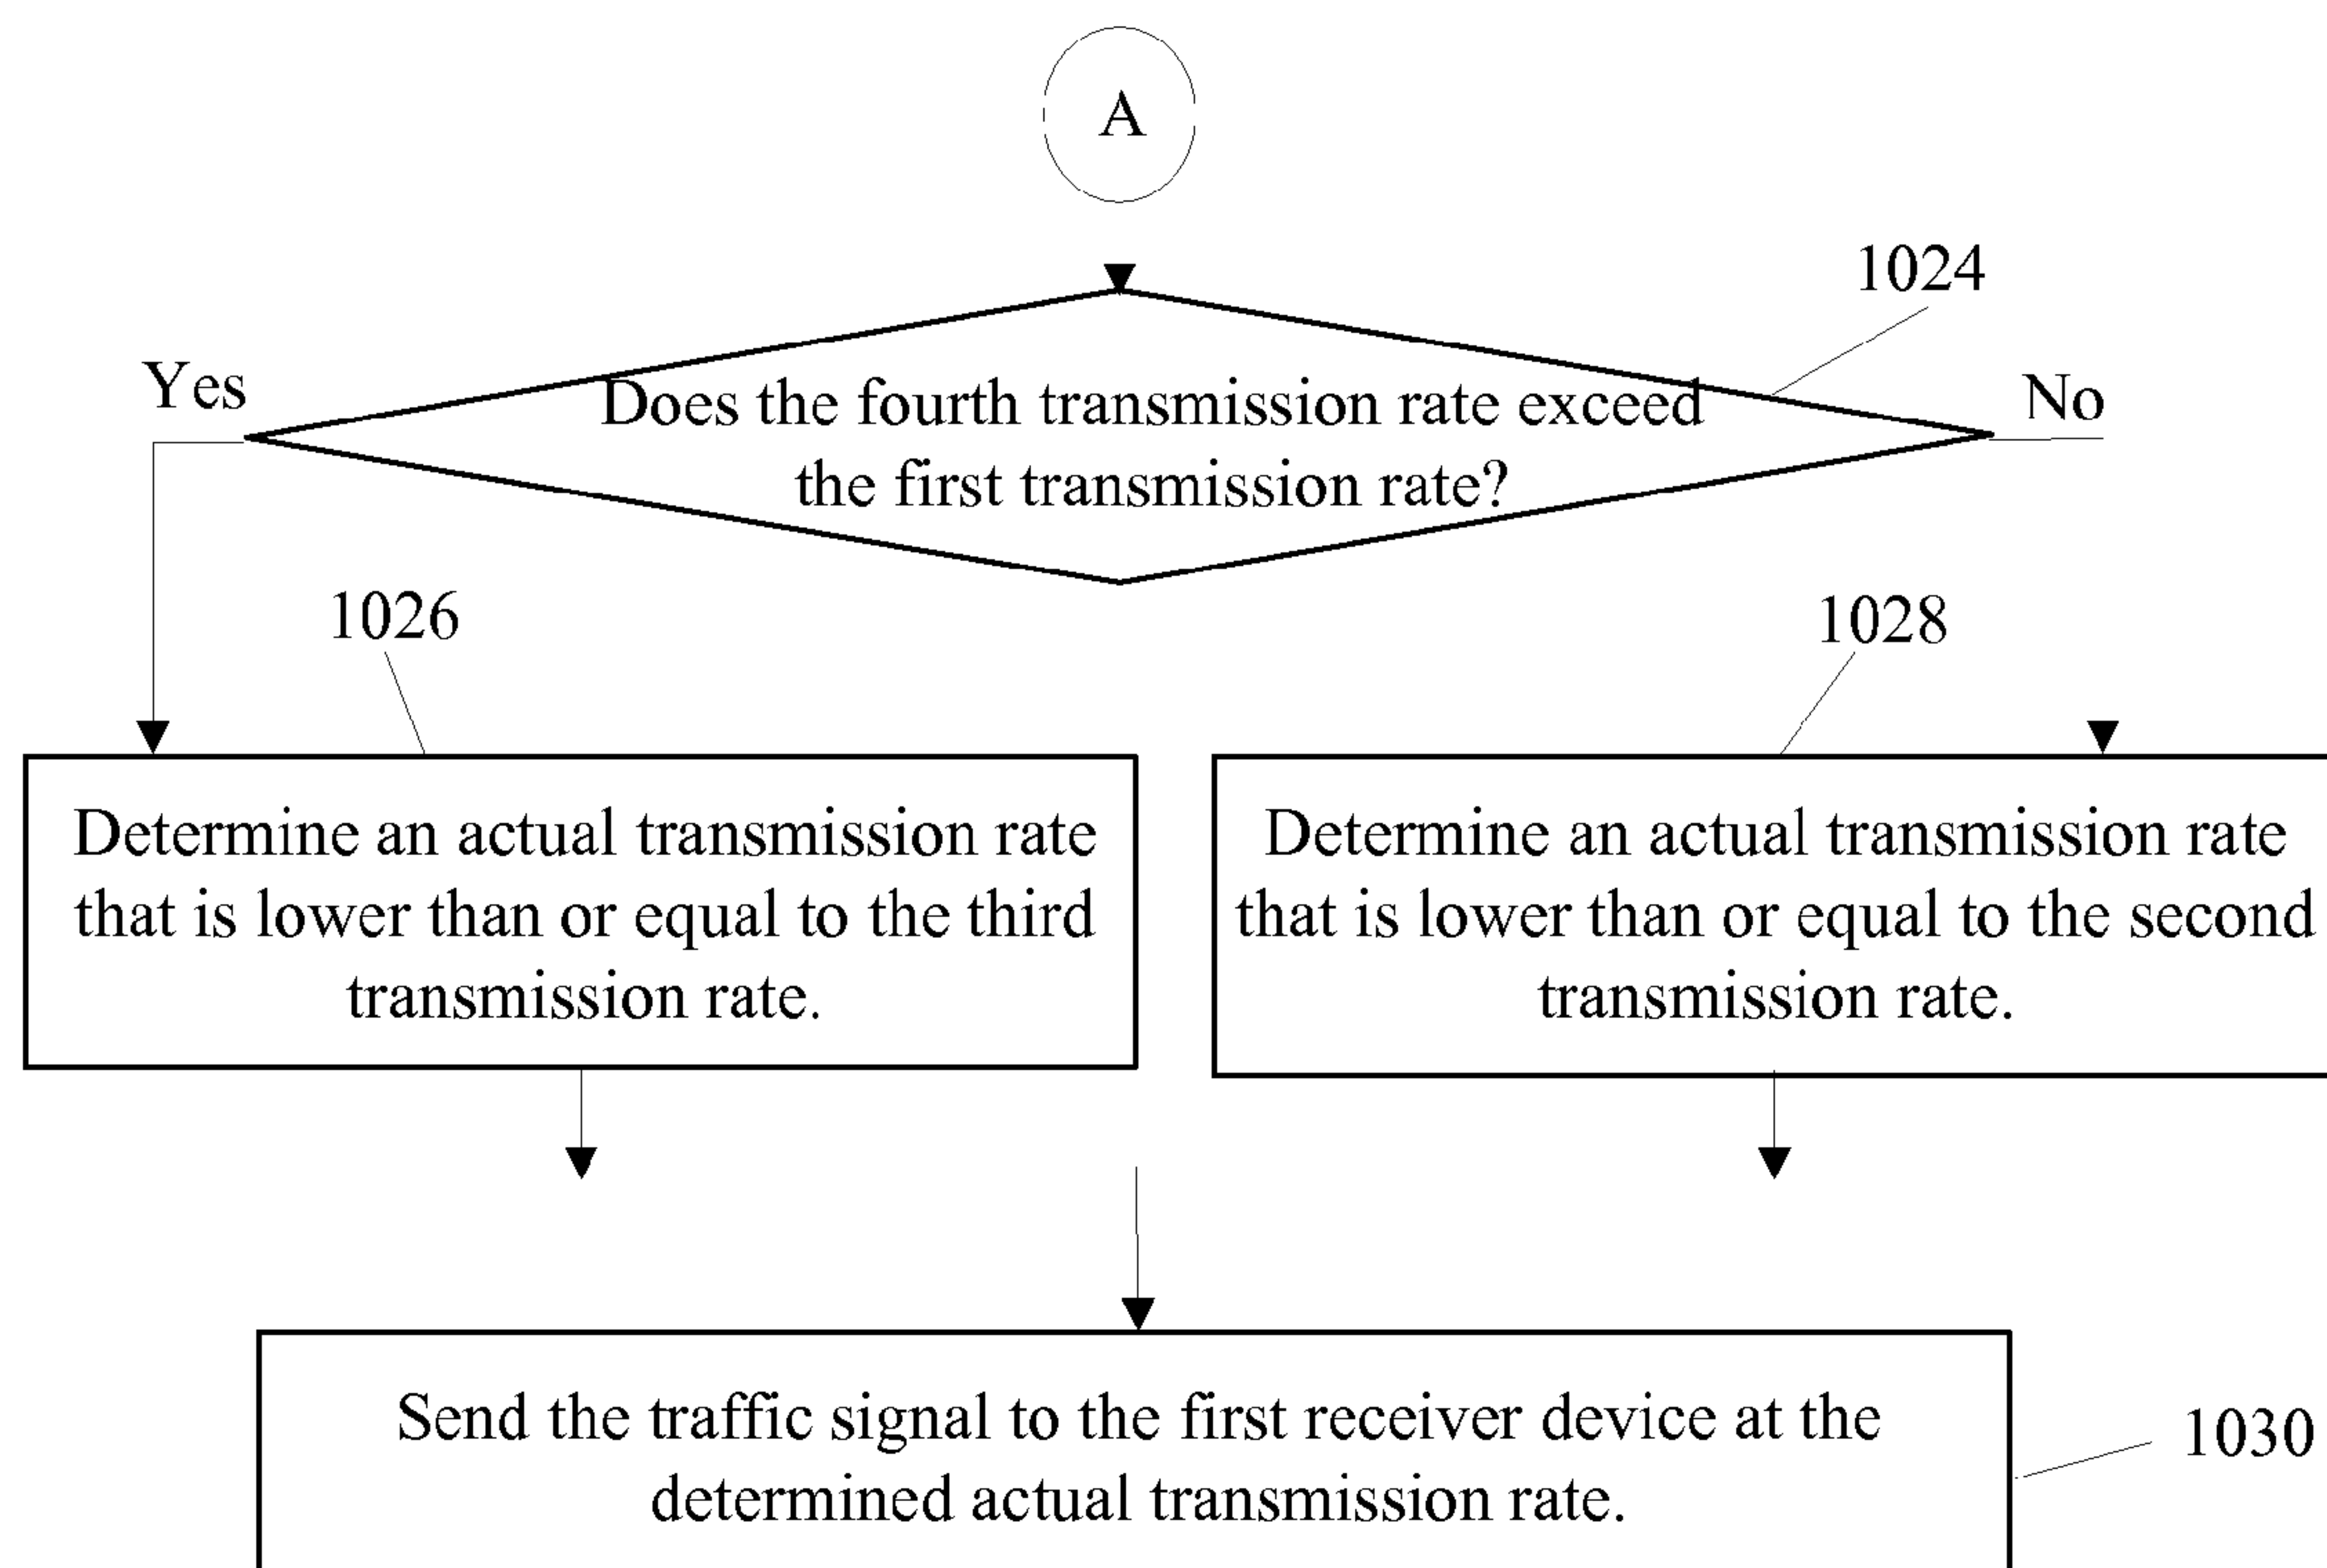 A
1024
Yes
No
Does the fourth transmission rate exceed
the first transmission rate?
1026
1028
Determine an actual transmission rate
that is lower than or equal to the third
transmission rate.
Determine an actual transmission rate
that is lower than or equal to the second
transmission rate.
Send the traffic signal to the first receiver device at the
determined actual transmission rate.
1030